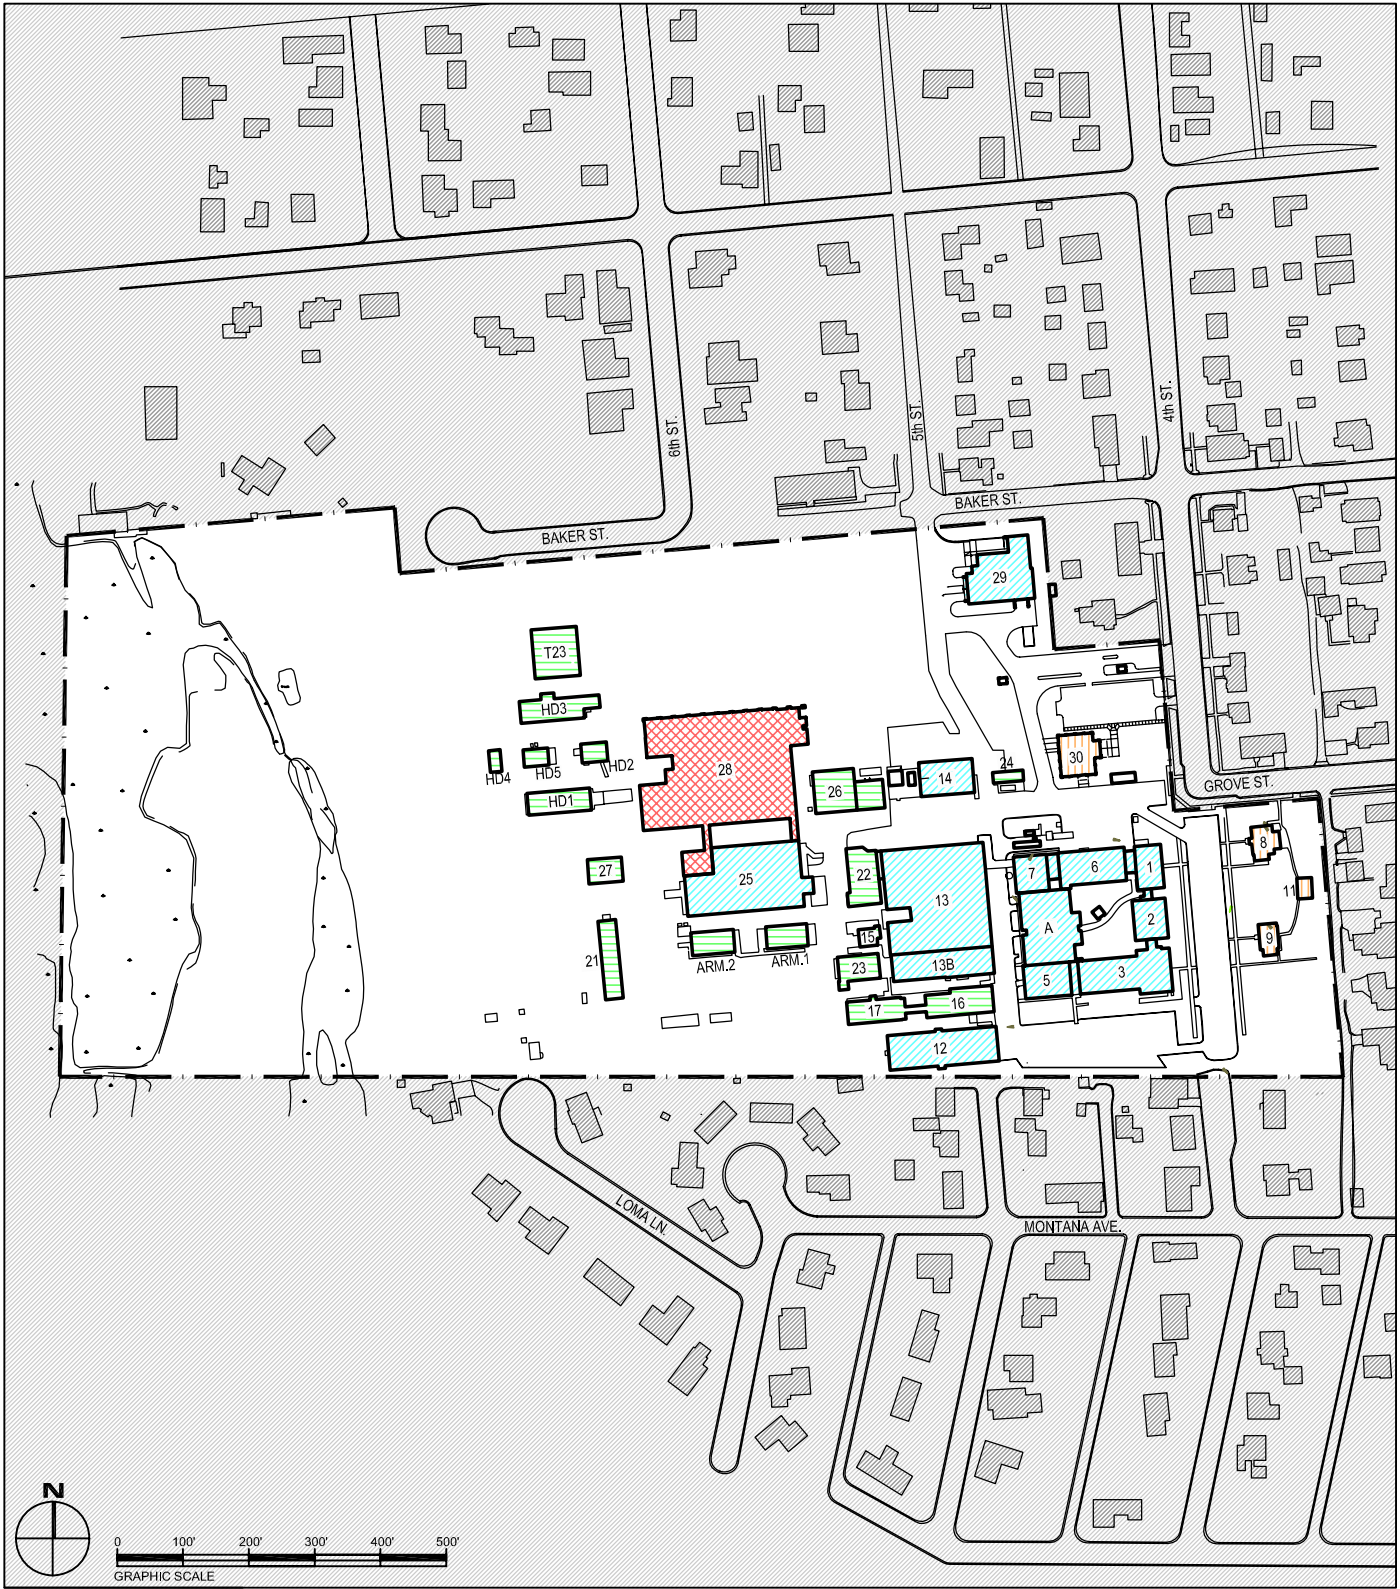 6th ST.
5th ST.
4th ST.
BAKER ST.
BAKER ST.
29
T23
HD3
HD4
HD5
HD2
HD1
28
26
14
24
30
GROVE ST.
8
11
9
27
25
22
13
7
6
1
2
A
15
13B
5
3
21
ARM.2
ARM.1
23
17
16
12
LOMA LN.
MONTANA AVE.
N
0 100' 200' 300' 400' 500'
GRAPHIC SCALE